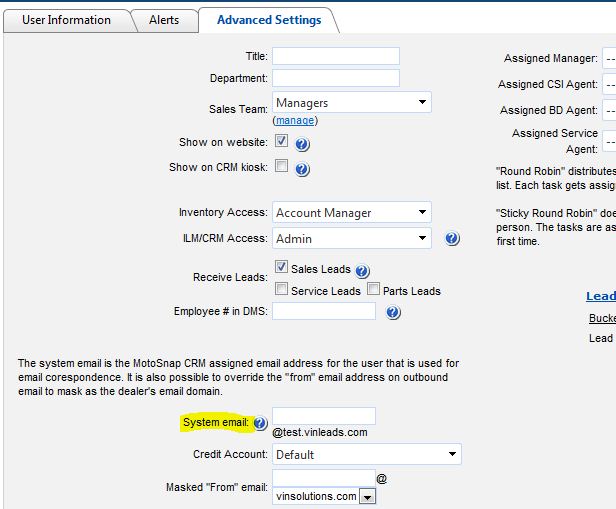 User Information
Alerts
Advanced Settings
Title:
Department:
Sales Team: Managers
(manage)
Show on website:
Show on CRM kiosk:
Inventory Access: Account Manager
ILM/CRM Access: Admin
Receive Leads: Sales Leads
Service Leads Parts Leads
Employee # in DMS:
The system email is the MotoSnap CRM assigned email address for the user that is used for
email corespondence. It is also possible to override the "from" email address on outbound
email to mask as the dealer's email domain.
System email:
@test.vinleads.com
Credit Account: Default
Masked "From" email: @
vinsolutions.com
Assigned Manager: --
Assigned CSI Agent: --
Assigned BD Agent: --
Assigned Service
Agent: --
"Round Robin" distributes
list. Each task gets assig
"Sticky Round Robin" doe
person. The tasks are as
first time.
Lead
Bucke
Lead